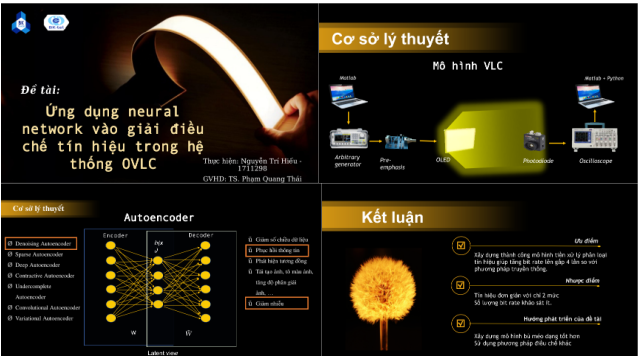 Đề tài:
Ứng dụng neural
network vào giải điều
chế tín hiệu trong hệ
thống OVLC
Thực hiện: Nguyễn Trí Hiếu -
1711298
GVHD: TS. Phạm Quang Thái
Cơ sở lý thuyết
Mô hình VLC
Matlab
Matlab + Python
Arbitrary
generator
Pre-
emphasis
OLED
Photodiode
Oscilloscope
Cơ sở lý thuyết
Autoencoder
Ø Denoising Autoencoder
Ø Sparse Autoencoder
Ø Deep Autoencoder
Ø Contractive Autoencoder
Ø Undercomplete
Autoencoder
Ø Convolutional Autoencoder
Ø Variational Autoencoder
Encoder
Decoder
W
Latent view
û Giảm số chiều dữ liệu
û Phục hồi thông tin
û Phát hiện tương đồng
û Tái tạo ảnh, tô màu ảnh,
tăng độ phân giải
ảnh, ...
û Giảm nhiễu
Kết luận
Ưu điểm
Xây dựng thành công mô hình tiền xử lý phân loại
tín hiệu giúp tăng bit rate lên gấp 4 lần so với
phương pháp truyền thống.
Nhược điểm
Tín hiệu đơn giản với chỉ 2 mức
Số lượng bit rate khảo sát ít.
Hướng phát triển của đề tài
Xây dựng mô hình bù méo dạng tốt hơn
Sử dụng phương pháp điều chế khác